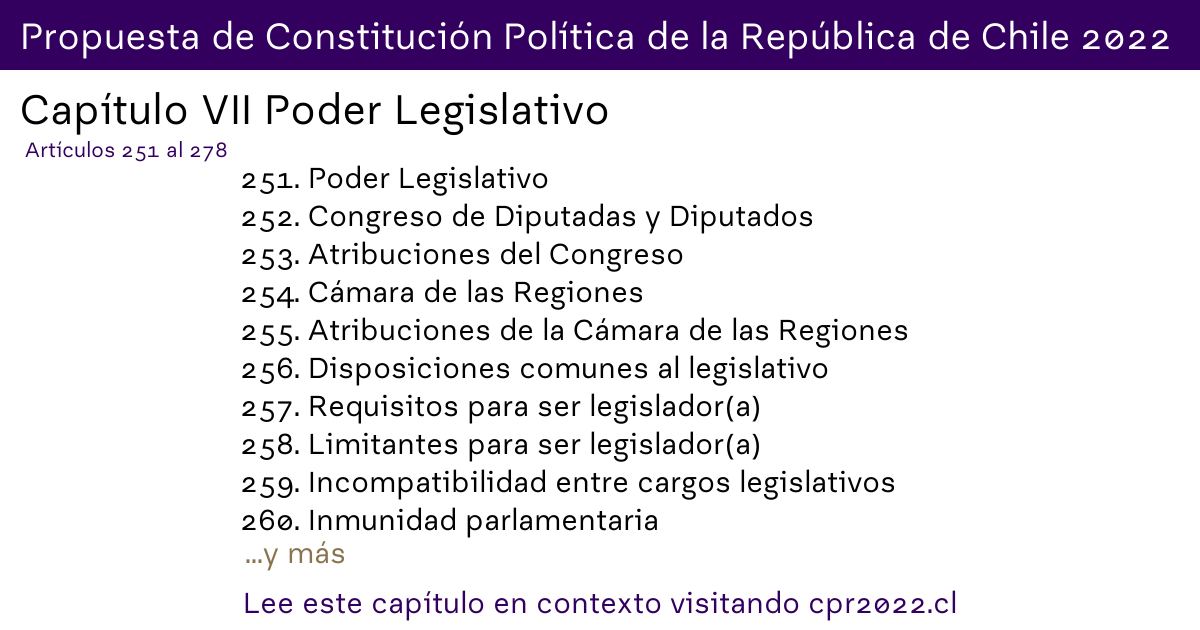 Propuesta de Constitución Política de la República de Chile 2022
Capítulo VII Poder Legislativo
Artículos 251 al 278
251. Poder Legislativo
252. Congreso de Diputadas y Diputados
253. Atribuciones del Congreso
254. Cámara de las Regiones
255. Atribuciones de la Cámara de las Regiones
256. Disposiciones comunes al legislativo
257. Requisitos para ser legislador(a)
258. Limitantes para ser legislador(a)
259. Incompatibilidad entre cargos legislativos
260. Inmunidad parlamentaria
...y más
Lee este capítulo en contexto visitando cpr2022.cl